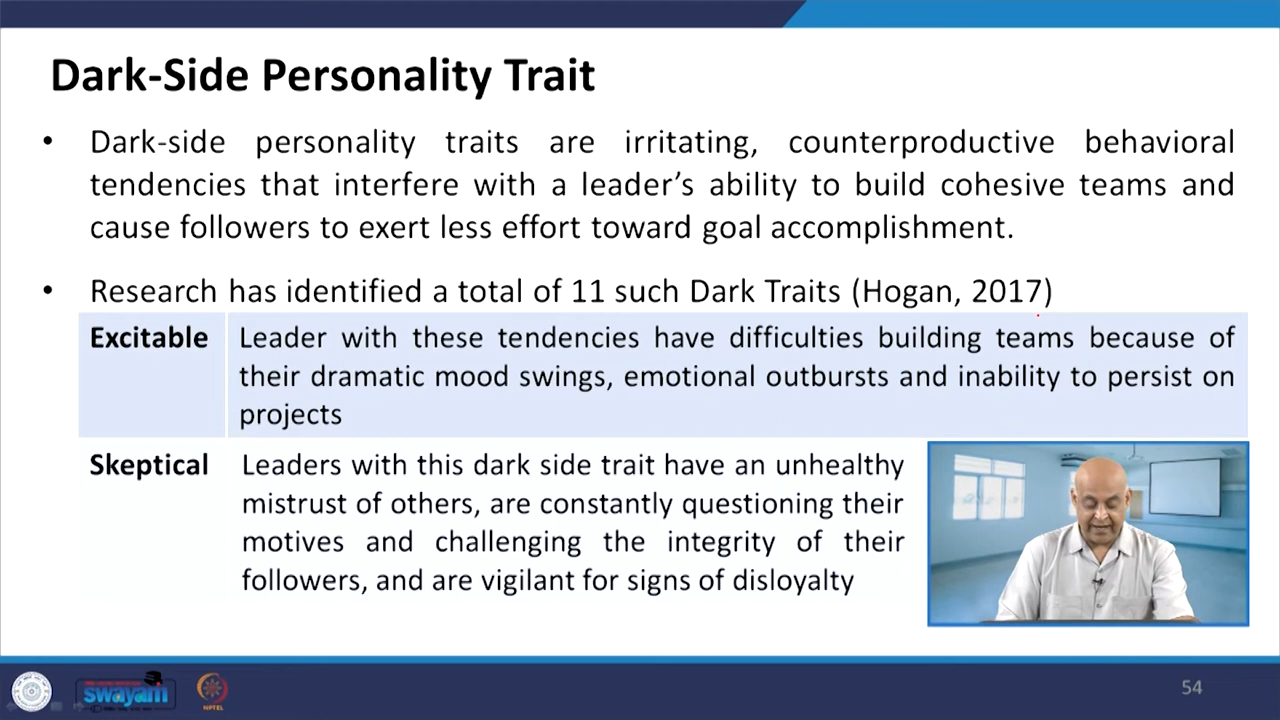 Dark-Side Personality Trait
• Dark-side personality traits are irritating, counterproductive behavioral
tendencies that interfere with a leader’s ability to build cohesive teams and
cause followers to exert less effort toward goal accomplishment.
• Research has identified a total of 11 such Dark Traits (Hogan, 2017)
Excitable Leader with these tendencies have difficulties building teams because of
their dramatic mood swings, emotional outbursts and inability to persist on
projects
Skeptical Leaders with this dark side trait have an unhealthy
mistrust of others, are constantly questioning their
motives and challenging the integrity of their
followers, and are vigilant for signs of disloyalty
swayam
NPTEL
54